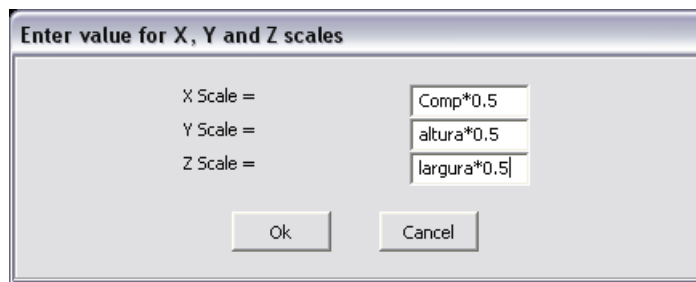 Enter value for X, Y and Z scales
X Scale = Comp*0.5
Y Scale = altura*0.5
Z Scale = largura*0.5
Ok Cancel